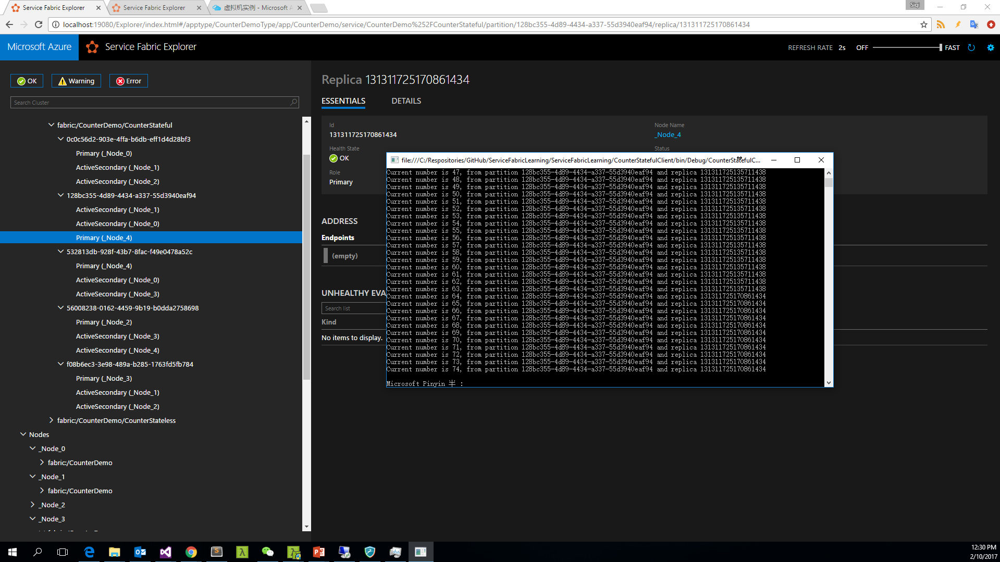 Service Fabric Explorer
Service Fabric Explorer
虚拟机实例 - Microsoft A
Siqi
localhost:19080/Explorer/index.html#/apptype/CounterDemoType/app/CounterDemo/service/CounterDemo%252FCounterStateful/partition/128bc355-4d89-4434-a337-55d3940eaf94/replica/131311725170861434
Microsoft Azure
Service Fabric Explorer
REFRESH RATE 2s OFF FAST
OK
Warning
Error
Search Cluster
fabric:/CounterDemo/CounterStateful
0c0c56d2-903e-4ffa-b6db-eff1d4d28bf3
Primary (_Node_0)
ActiveSecondary (_Node_1)
ActiveSecondary (_Node_2)
128bc355-4d89-4434-a337-55d3940eaf94
ActiveSecondary (_Node_1)
ActiveSecondary (_Node_0)
Primary (_Node_4)
532813db-928f-43b7-8fac-f49e0478a52c
Primary (_Node_4)
ActiveSecondary (_Node_0)
ActiveSecondary (_Node_3)
56008238-0162-4459-9b19-b0dda2758698
Primary (_Node_2)
ActiveSecondary (_Node_3)
ActiveSecondary (_Node_4)
f08b6ec3-3e98-489a-b285-1763fd5fb784
Primary (_Node_3)
ActiveSecondary (_Node_1)
ActiveSecondary (_Node_2)
fabric:/CounterDemo/CounterStateless
Nodes
_Node_0
fabric:/CounterDemo
_Node_1
fabric:/CounterDemo
_Node_2
_Node_3
Replica 131311725170861434
ESSENTIALS DETAILS
Id
131311725170861434
Node Name
_Node_4
Health State
OK
Status
Role
Primary
ADDRESS
Endpoints
(empty)
UNHEALTHY EVA
Search list
Kind
No items to display.
file:///C:/Respositories/GitHub/ServiceFabricLearning/ServiceFabricLearning/CounterStatefulClient/bin/Debug/CounterStatefulC...
Current number is 47, from partition 128bc355-4d89-4434-a337-55d3940eaf94 and replica 131311725135711438
Current number is 48, from partition 128bc355-4d89-4434-a337-55d3940eaf94 and replica 131311725135711438
Current number is 49, from partition 128bc355-4d89-4434-a337-55d3940eaf94 and replica 131311725135711438
Current number is 50, from partition 128bc355-4d89-4434-a337-55d3940eaf94 and replica 131311725135711438
Current number is 51, from partition 128bc355-4d89-4434-a337-55d3940eaf94 and replica 131311725135711438
Current number is 52, from partition 128bc355-4d89-4434-a337-55d3940eaf94 and replica 131311725135711438
Current number is 53, from partition 128bc355-4d89-4434-a337-55d3940eaf94 and replica 131311725135711438
Current number is 54, from partition 128bc355-4d89-4434-a337-55d3940eaf94 and replica 131311725135711438
Current number is 55, from partition 128bc355-4d89-4434-a337-55d3940eaf94 and replica 131311725135711438
Current number is 56, from partition 128bc355-4d89-4434-a337-55d3940eaf94 and replica 131311725135711438
Current number is 57, from partition 128bc355-4d89-4434-a337-55d3940eaf94 and replica 131311725135711438
Current number is 58, from partition 128bc355-4d89-4434-a337-55d3940eaf94 and replica 131311725135711438
Current number is 59, from partition 128bc355-4d89-4434-a337-55d3940eaf94 and replica 131311725135711438
Current number is 60, from partition 128bc355-4d89-4434-a337-55d3940eaf94 and replica 131311725135711438
Current number is 61, from partition 128bc355-4d89-4434-a337-55d3940eaf94 and replica 131311725135711438
Current number is 62, from partition 128bc355-4d89-4434-a337-55d3940eaf94 and replica 131311725135711438
Current number is 63, from partition 128bc355-4d89-4434-a337-55d3940eaf94 and replica 131311725135711438
Current number is 64, from partition 128bc355-4d89-4434-a337-55d3940eaf94 and replica 131311725170861434
Current number is 65, from partition 128bc355-4d89-4434-a337-55d3940eaf94 and replica 131311725170861434
Current number is 66, from partition 128bc355-4d89-4434-a337-55d3940eaf94 and replica 131311725170861434
Current number is 67, from partition 128bc355-4d89-4434-a337-55d3940eaf94 and replica 131311725170861434
Current number is 68, from partition 128bc355-4d89-4434-a337-55d3940eaf94 and replica 131311725170861434
Current number is 69, from partition 128bc355-4d89-4434-a337-55d3940eaf94 and replica 131311725170861434
Current number is 70, from partition 128bc355-4d89-4434-a337-55d3940eaf94 and replica 131311725170861434
Current number is 71, from partition 128bc355-4d89-4434-a337-55d3940eaf94 and replica 131311725170861434
Current number is 72, from partition 128bc355-4d89-4434-a337-55d3940eaf94 and replica 131311725170861434
Current number is 73, from partition 128bc355-4d89-4434-a337-55d3940eaf94 and replica 131311725170861434
Current number is 74, from partition 128bc355-4d89-4434-a337-55d3940eaf94 and replica 131311725170861434
Microsoft Pinyin 半 :
12:30 PM
2/10/2017